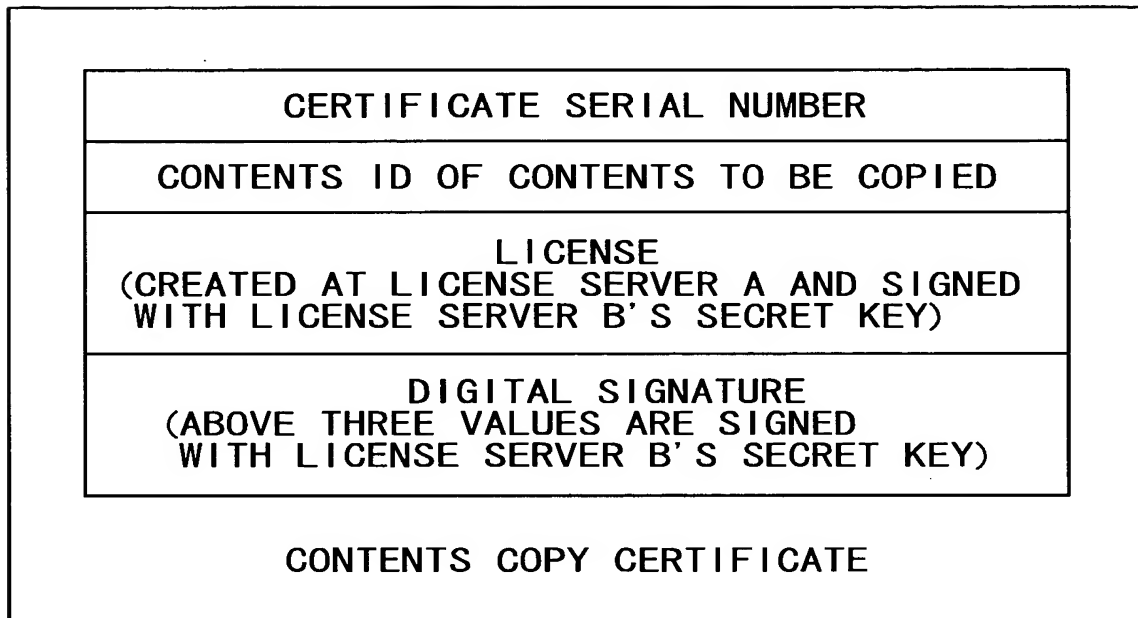 CERTIFICATE SERIAL NUMBER
CONTENTS ID OF CONTENTS TO BE COPIED
LICENSE
(CREATED AT LICENSE SERVER A AND SIGNED
WITH LICENSE SERVER B'S SECRET KEY)
DIGITAL SIGNATURE
(ABOVE THREE VALUES ARE SIGNED
WITH LICENSE SERVER B'S SECRET KEY)
CONTENTS COPY CERTIFICATE